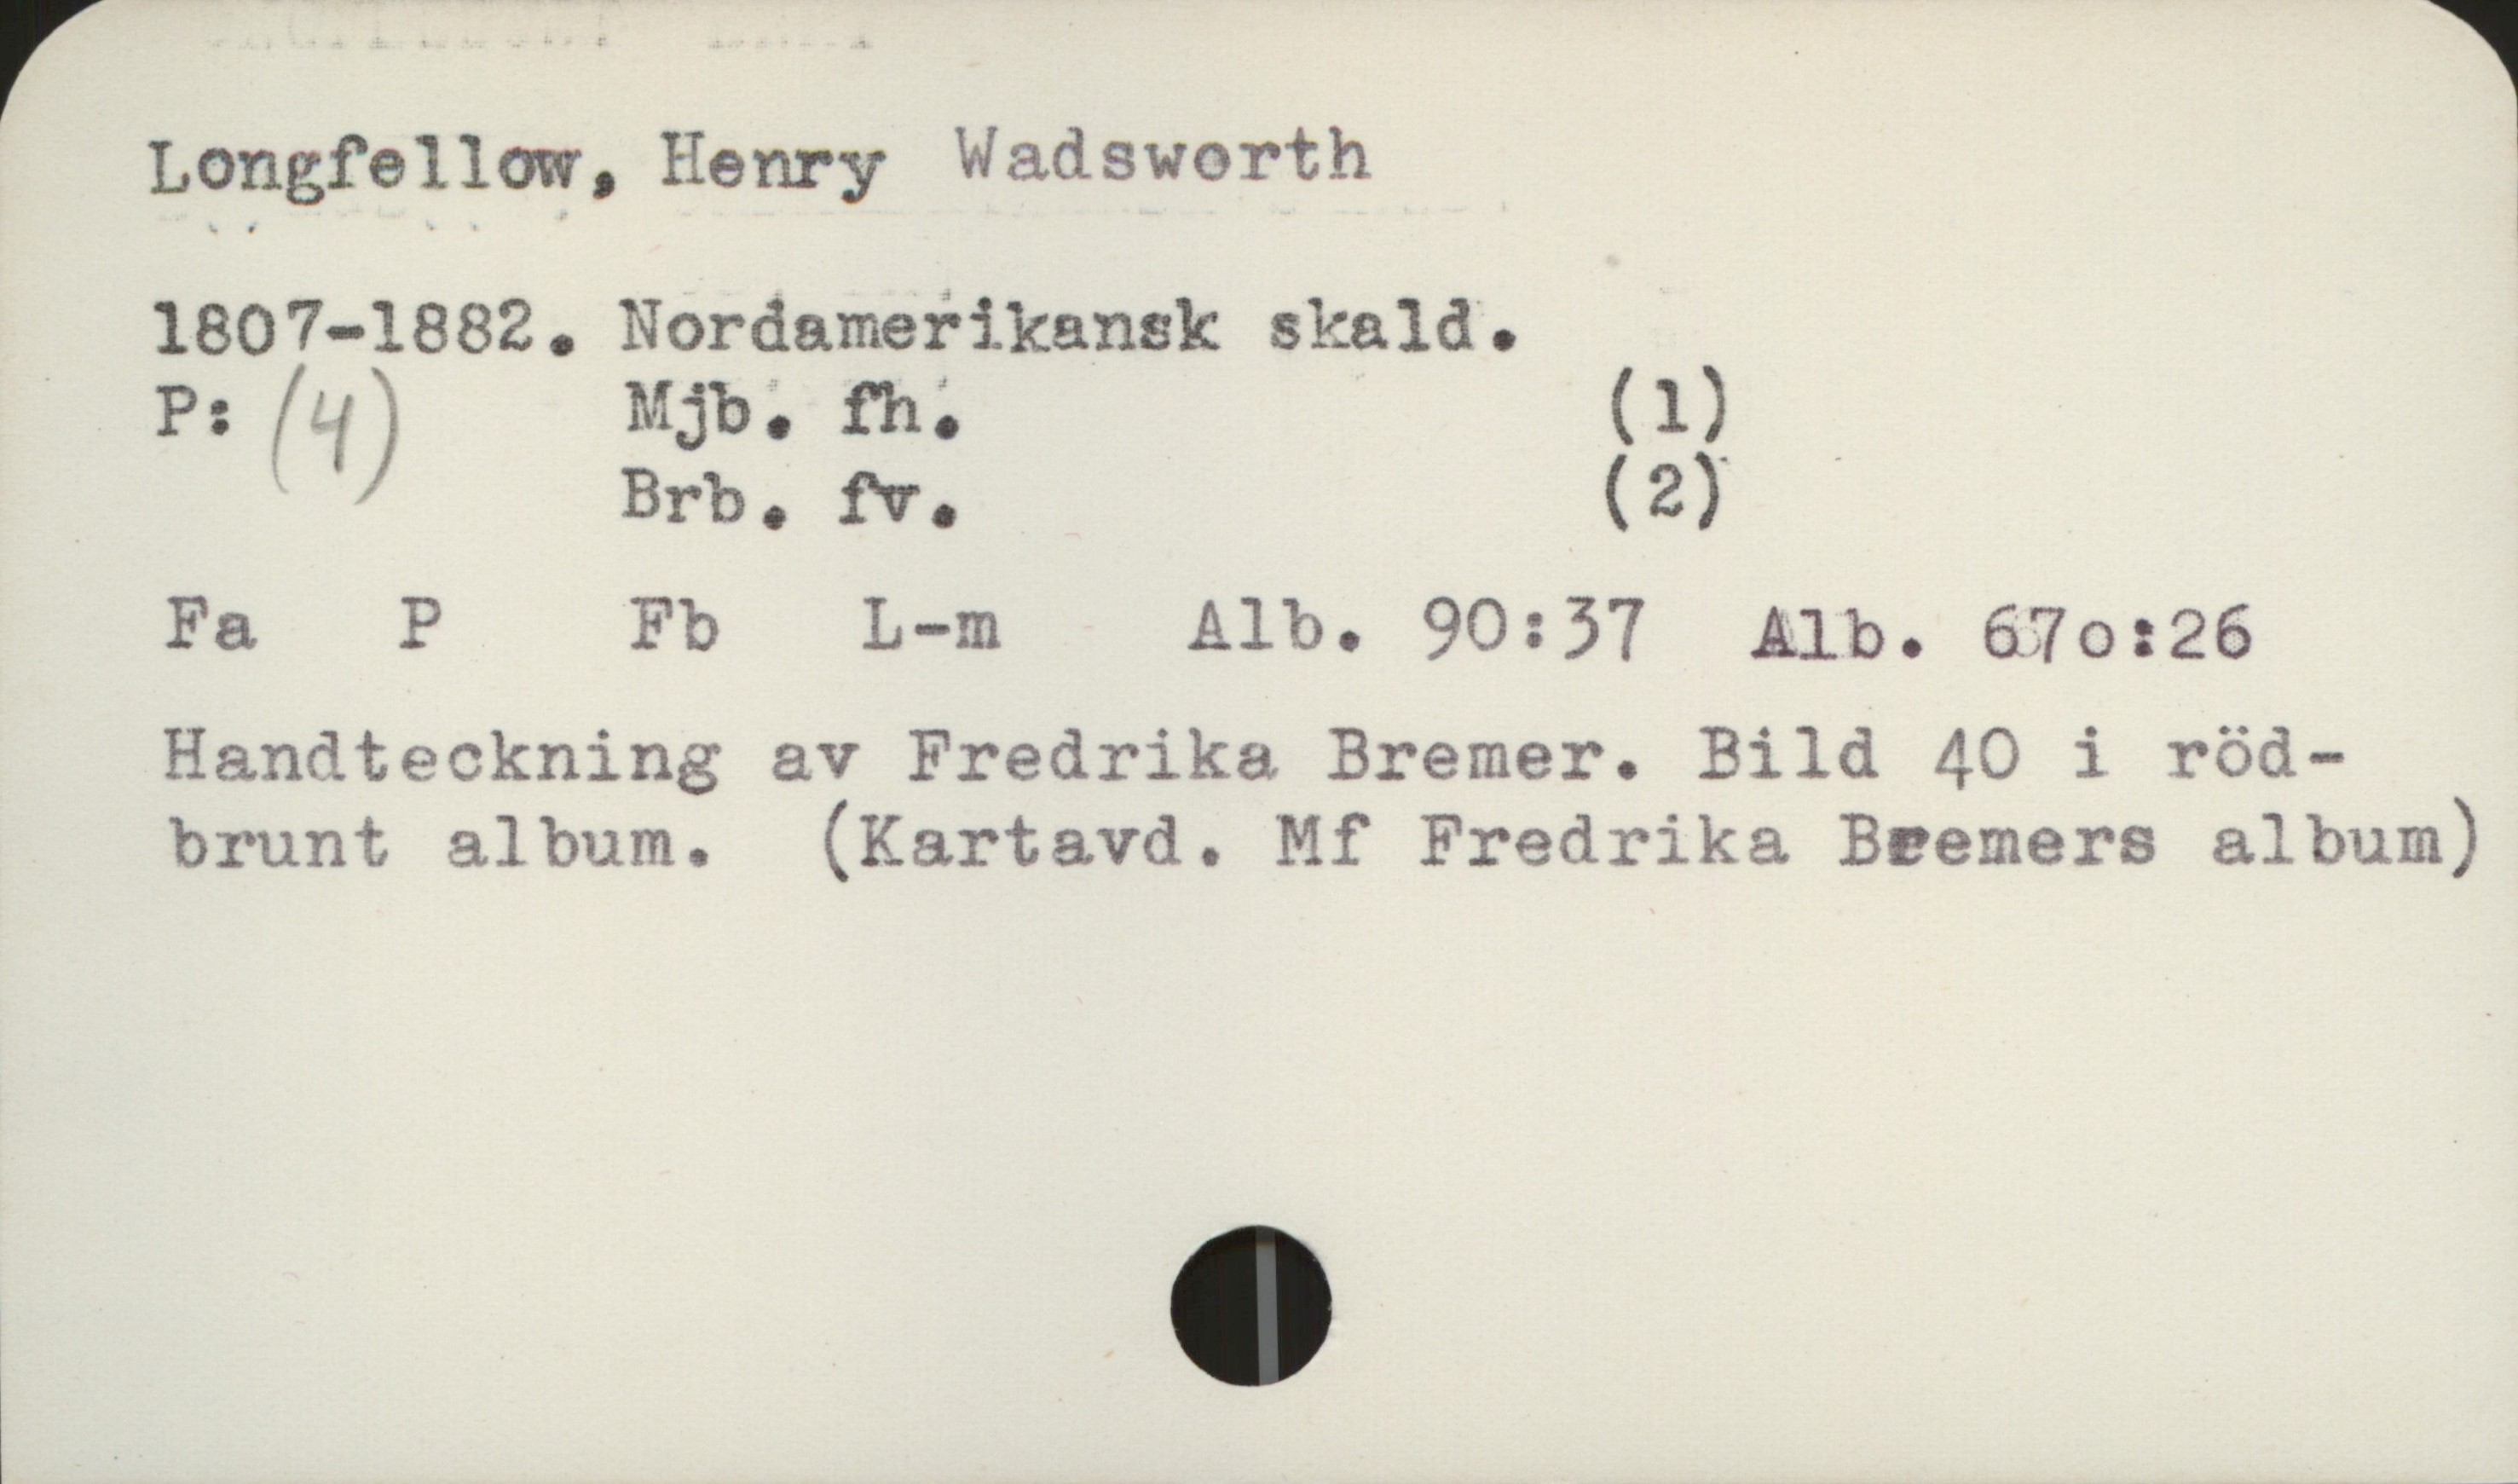 Longfellow, Henry Wadsworth
1807-1882. Nordamerikansk skald.
P: (4) Mjb. fh. (1)
Brb. fv. (2)
Fa P Fb L-m Alb. 90:37 Alb. 67o:26
Handteckning av Fredrika Bremer. Bild 40 i röd-
brunt album. (Kartavd. Mf Fredrika Bremers album)